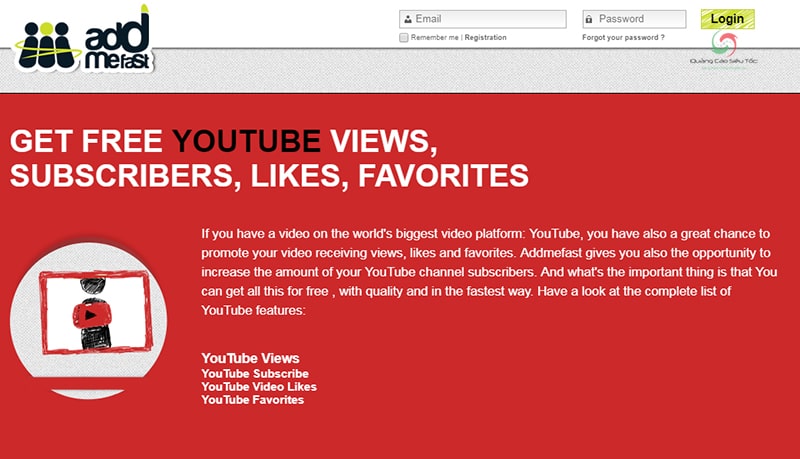 add
mefast
Email
Password
Login
Remember me | Registration
Forgot your password ?
Quảng Cáo Siêu Tốc
GET FREE YOUTUBE VIEWS,
SUBSCRIBERS, LIKES, FAVORITES
If you have a video on the world's biggest video platform: YouTube, you have also a great chance to
promote your video receiving views, likes and favorites. Addmefast gives you also the opportunity to
increase the amount of your YouTube channel subscribers. And what's the important thing is that You
can get all this for free , with quality and in the fastest way. Have a look at the complete list of
YouTube features:
YouTube Views
YouTube Subscribe
YouTube Video Likes
YouTube Favorites